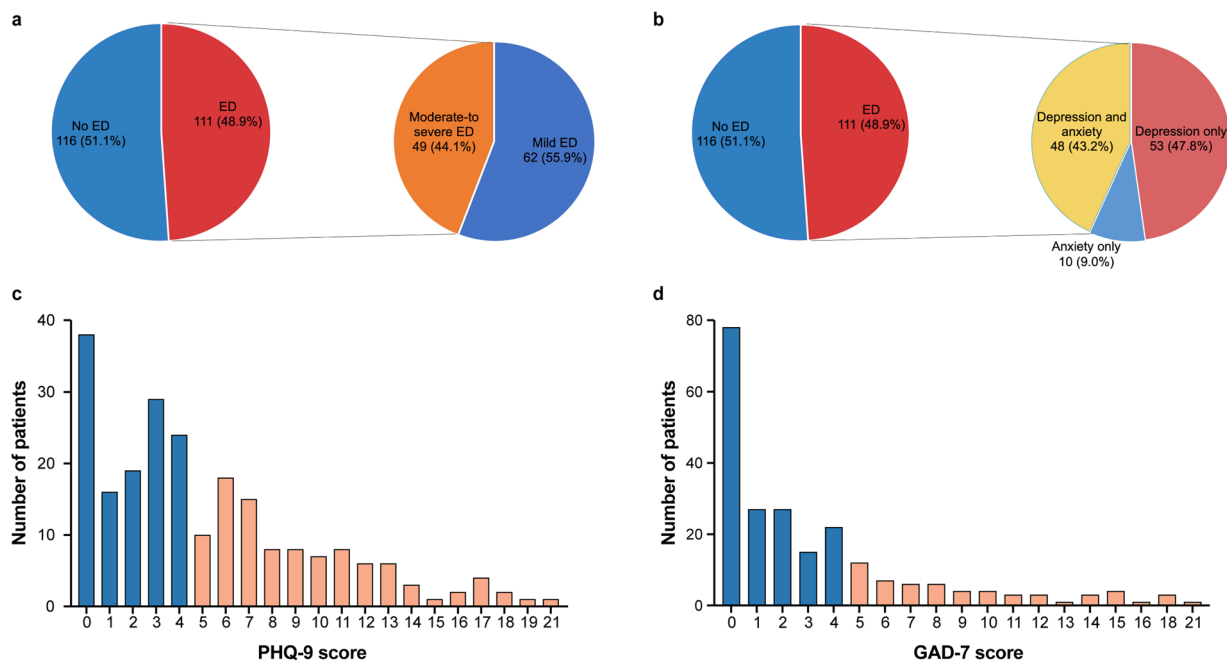 a
No ED
116 (51.1%)
ED
111 (48.9%)
Moderate-to
severe ED
49 (44.1%)
Mild ED
62 (55.9%)
b
No ED
116 (51.1%)
ED
111 (48.9%)
Depression and
anxiety
48 (43.2%)
Depression only
53 (47.8%)
Anxiety only
10 (9.0%)
c
Number of patients
40
30
20
10
0
0 1 2 3 4 5 6 7 8 9 10 11 12 13 14 15 16 17 18 19 21
PHQ-9 score
d
Number of patients
80
60
40
20
0
0 1 2 3 4 5 6 7 8 9 10 11 12 13 14 15 16 18 21
GAD-7 score